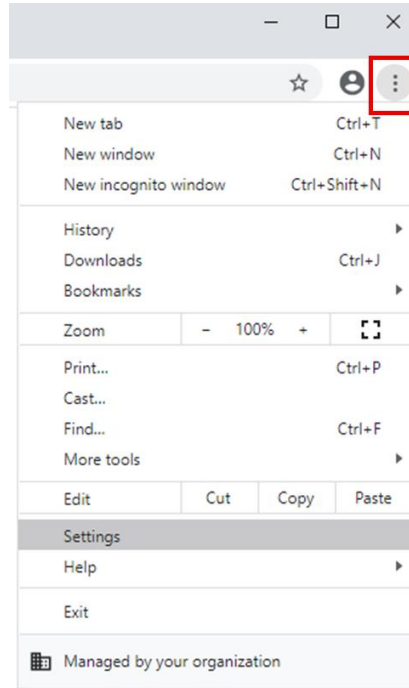 New tab Ctrl+T
New window Ctrl+N
New incognito window Ctrl+Shift+N
History
Downloads Ctrl+J
Bookmarks
Zoom - 100% +
Print... Ctrl+P
Cast...
Find... Ctrl+F
More tools
Edit Cut Copy Paste
Settings
Help
Exit
Managed by your organization